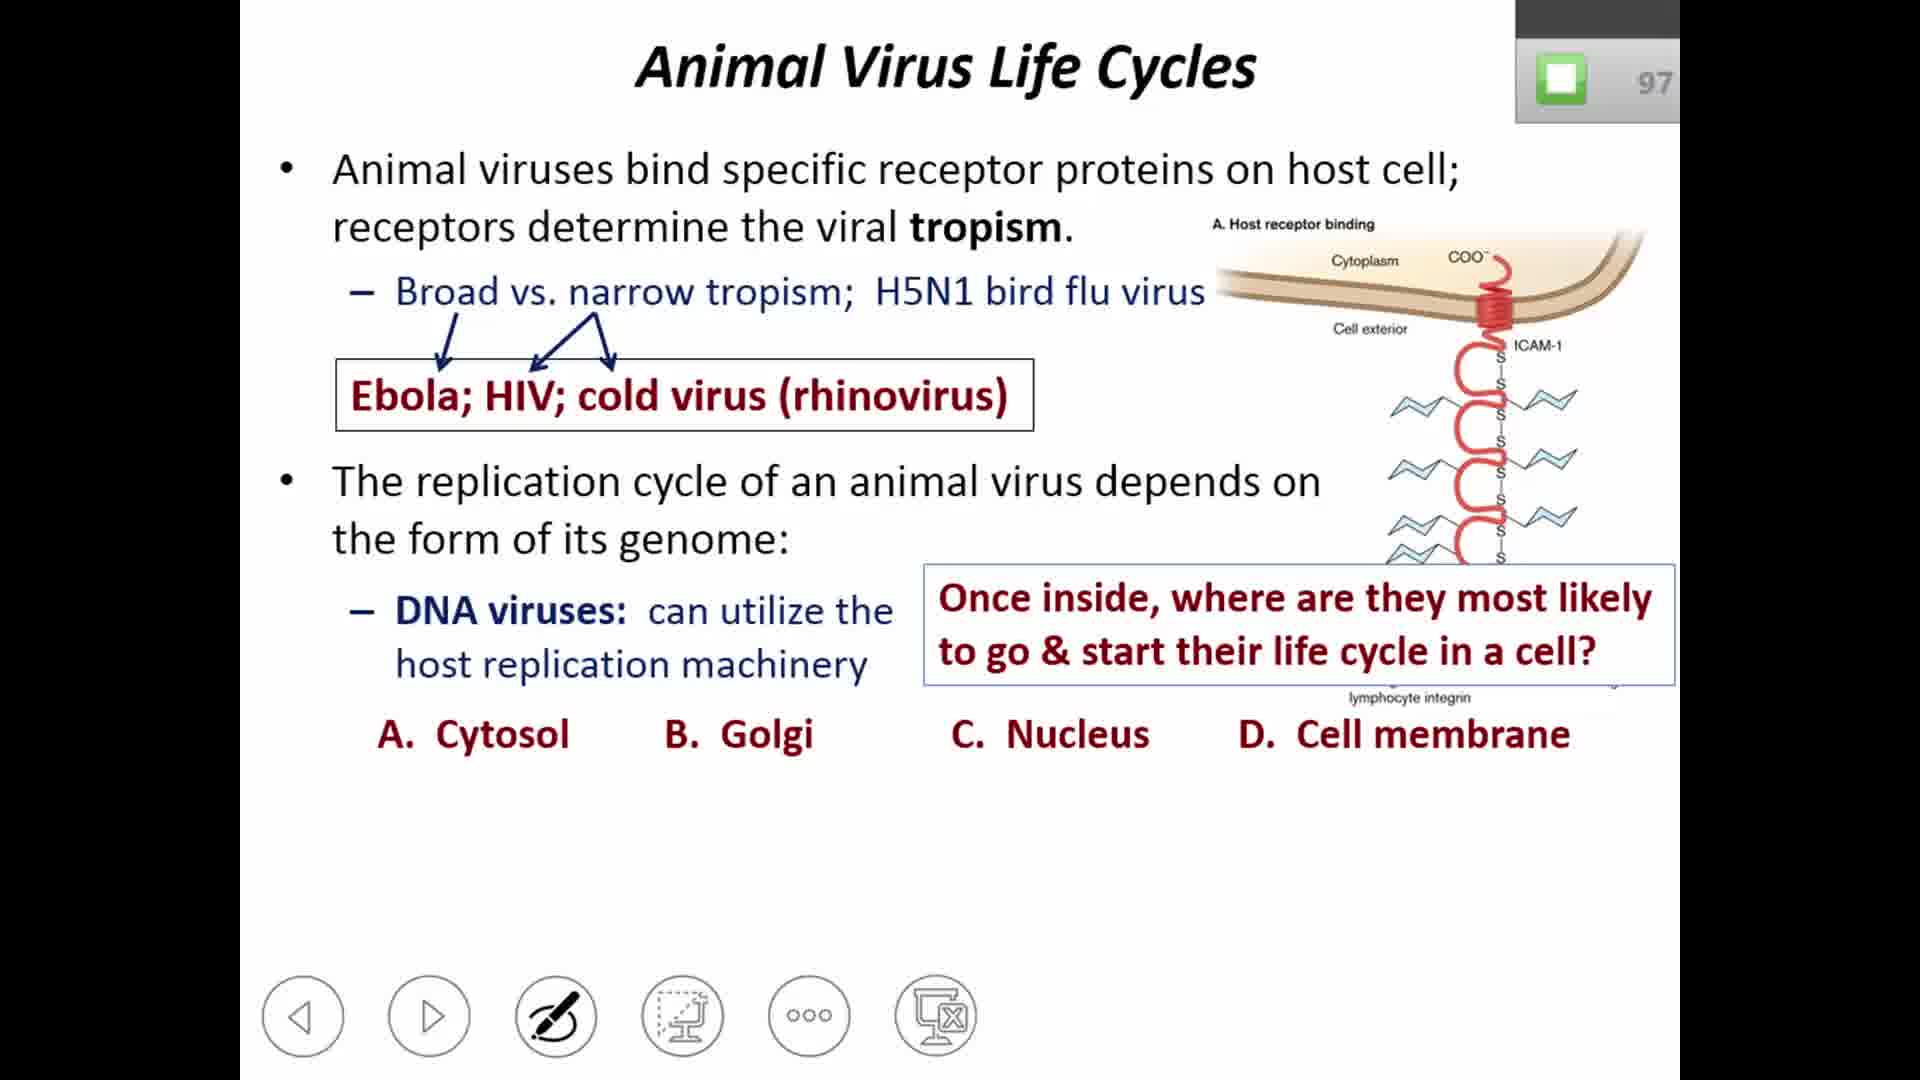 Animal Virus Life Cycles
97
• Animal viruses bind specific receptor proteins on host cell;
receptors determine the viral tropism.
– Broad vs. narrow tropism; H5N1 bird flu virus
Ebola; HIV; cold virus (rhinovirus)
A. Host receptor binding
Cytoplasm
COO⁻
Cell exterior
ICAM-1
S
S
S
S
S
S
S
S
• The replication cycle of an animal virus depends on
the form of its genome:
– DNA viruses: can utilize the
host replication machinery
Once inside, where are they most likely
to go & start their life cycle in a cell?
lymphocyte integrin
A. Cytosol B. Golgi C. Nucleus D. Cell membrane